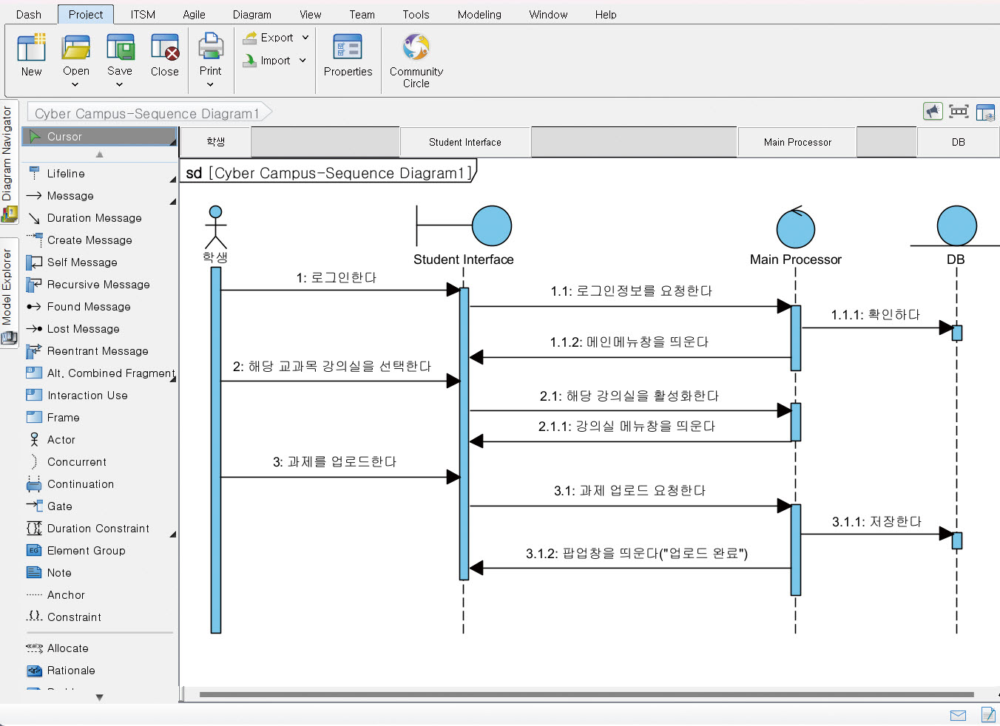 Dash Project ITSM Agile Diagram View Team Tools Modeling Window Help
New Open Save Close Print Export Import Properties Community Circle
Diagram Navigator
Model Explorer
Cyber Campus-Sequence Diagram1
Cursor
Lifeline
Message
Duration Message
Create Message
Self Message
Recursive Message
Found Message
Lost Message
Reentrant Message
Alt. Combined Fragment
Interaction Use
Frame
Actor
Concurrent
Continuation
Gate
Duration Constraint
EG Element Group
Note
Anchor
Constraint
Allocate
Rationale
학생 Student Interface Main Processor DB
sd [Cyber Campus-Sequence Diagram1]
학생
Student Interface Main Processor DB
1: 로그인한다
1.1: 로그인정보를 요청한다
1.1.1: 확인하다
1.1.2: 메인메뉴창을 띄운다
2: 해당 교과목 강의실을 선택한다
2.1: 해당 강의실을 활성화한다
2.1.1: 강의실 메뉴창을 띄운다
3: 과제를 업로드한다
3.1: 과제 업로드 요청한다
3.1.1: 저장한다
3.1.2: 팝업창을 띄운다("업로드 완료")